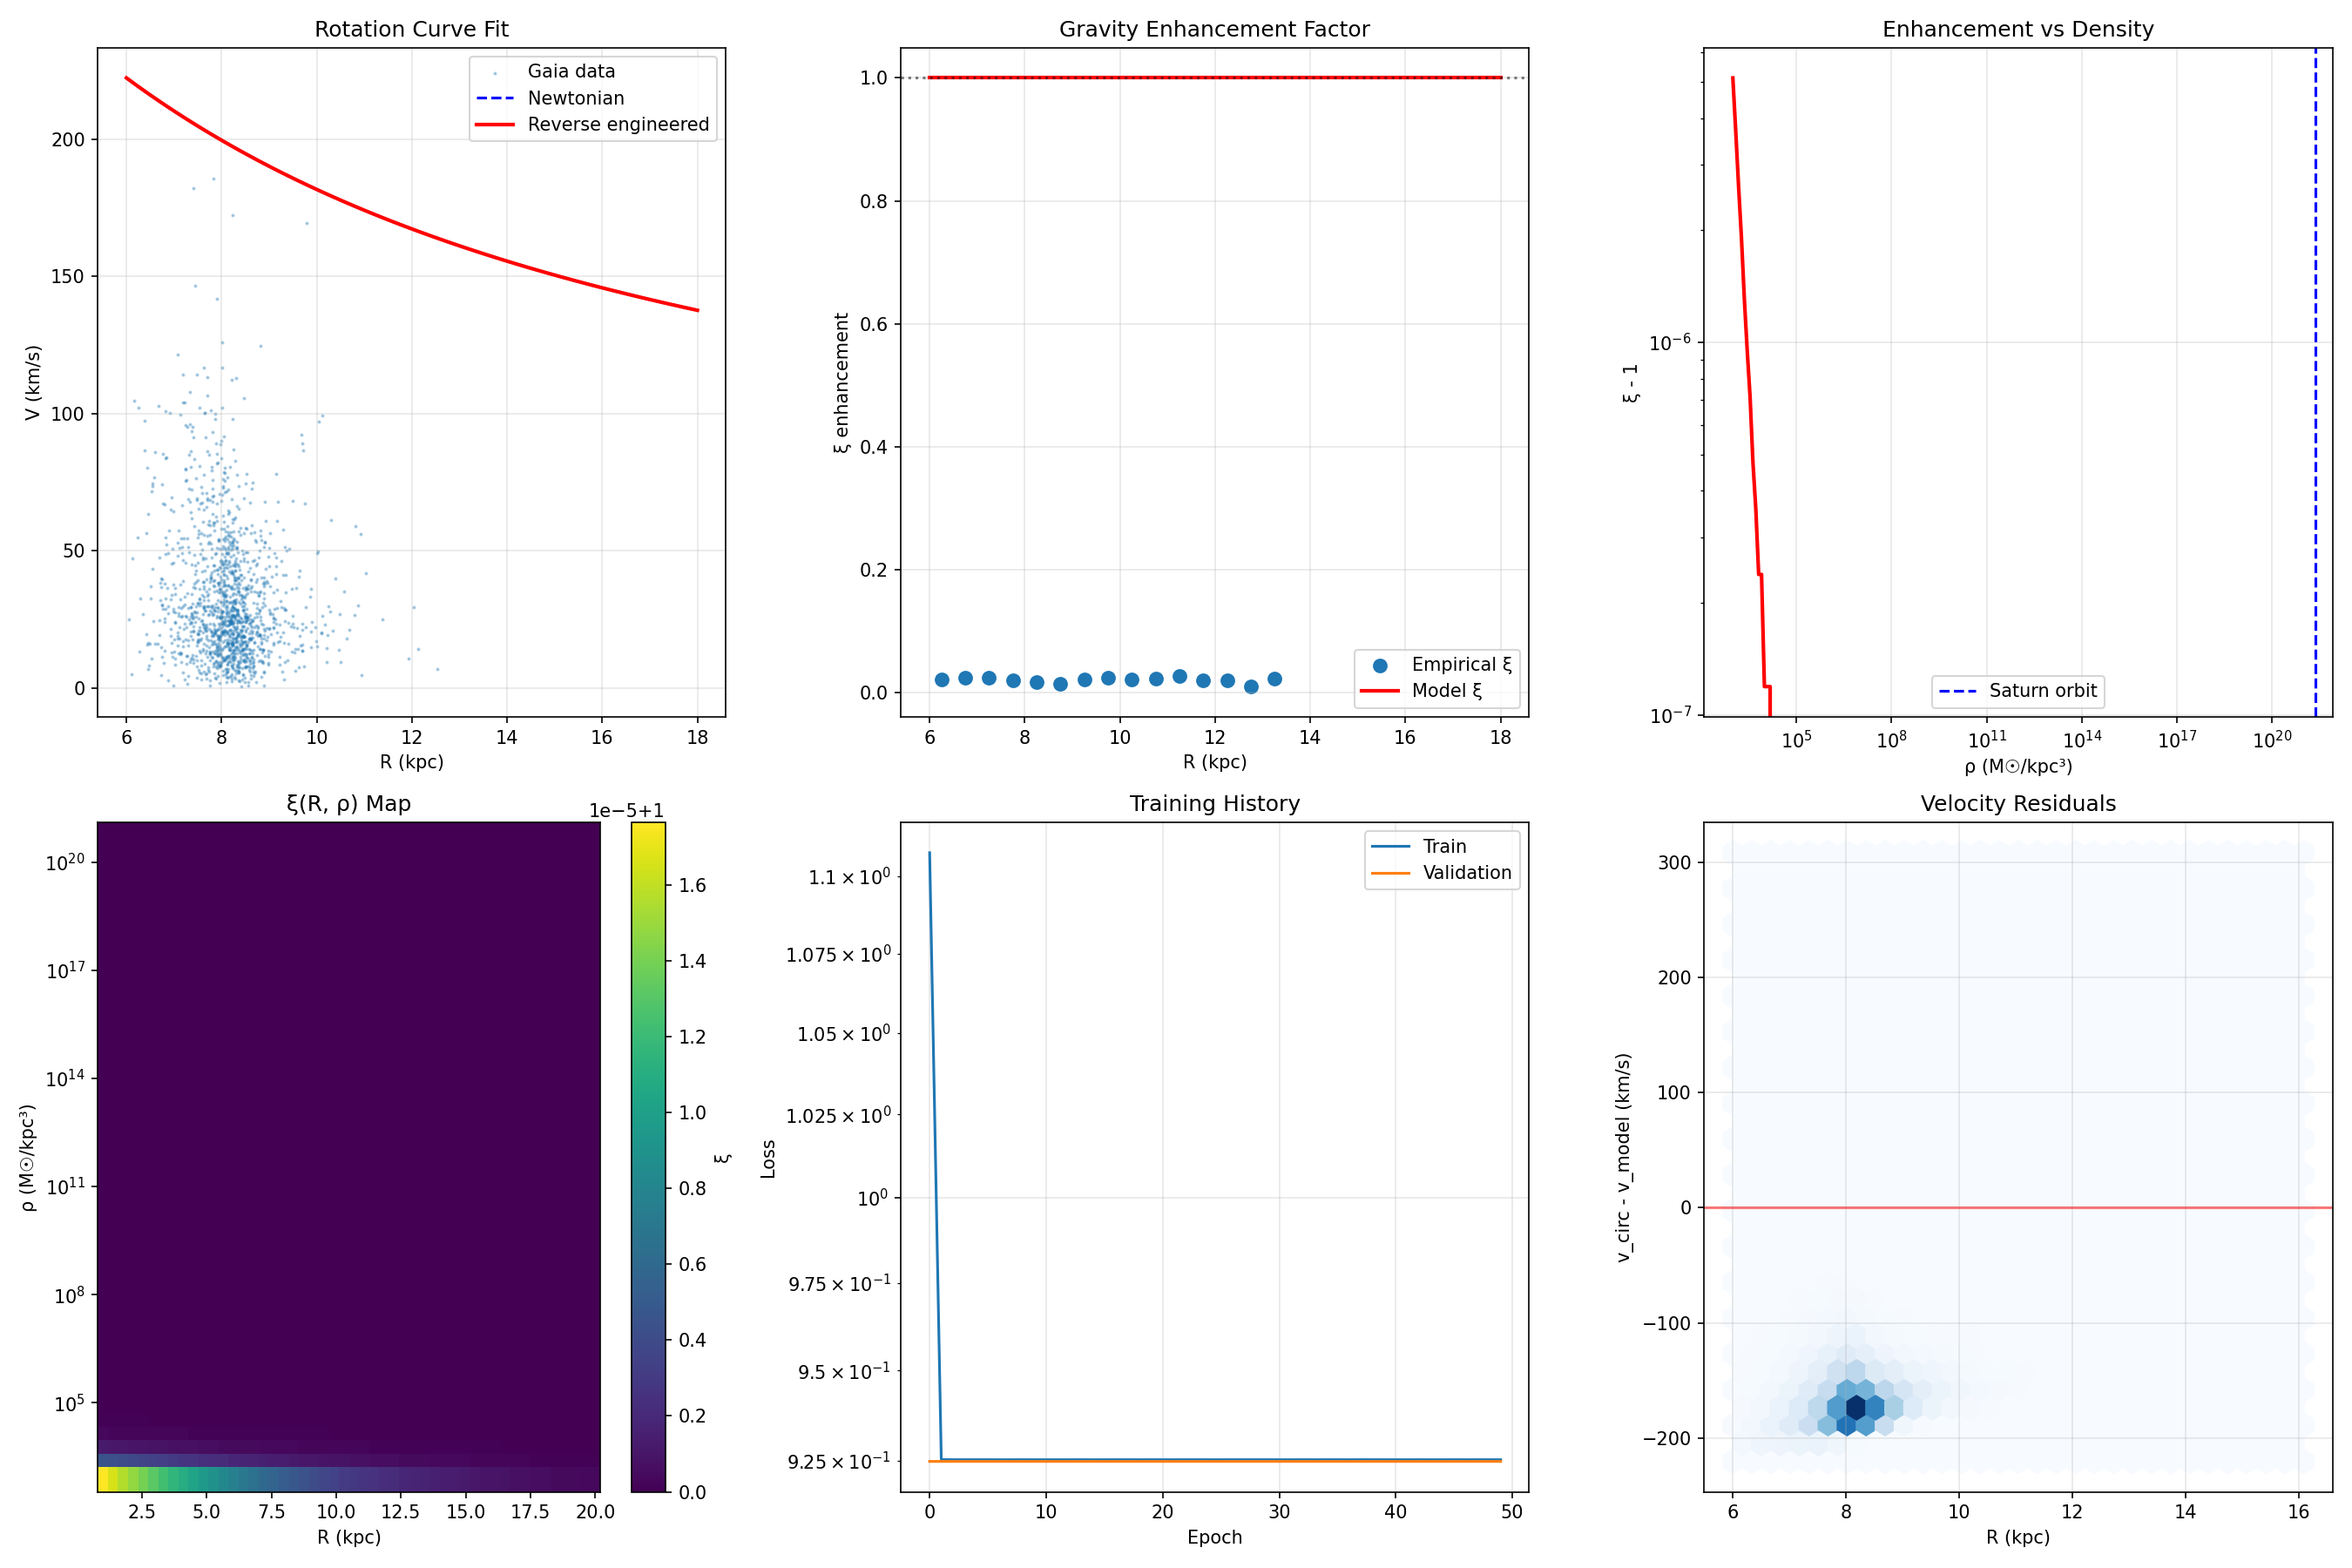 Rotation Curve Fit
Gaia data
Newtonian
Reverse engineered
V (km/s)
200
150
100
50
0
6 8 10 12 14 16 18
R (kpc)
Gravity Enhancement Factor
ξ enhancement
1.0
0.8
0.6
0.4
0.2
0.0
Empirical ξ
Model ξ
6 8 10 12 14 16 18
R (kpc)
Enhancement vs Density
ξ - 1
10⁻⁶
10⁻⁷
Saturn orbit
10⁵ 10⁸ 10¹¹ 10¹⁴ 10¹⁷ 10²⁰
ρ (M☉/kpc³)
ξ(R, ρ) Map
1e−5+1
ρ (M☉/kpc³)
10²⁰
10¹⁷
10¹⁴
10¹¹
10⁸
10⁵
2.5 5.0 7.5 10.0 12.5 15.0 17.5 20.0
R (kpc)
1.6
1.4
1.2
1.0
0.8
0.6
0.4
0.2
0.0
ξ
Training History
Train
Validation
Loss
1.1 × 10⁰
1.075 × 10⁰
1.05 × 10⁰
1.025 × 10⁰
10⁰
9.75 × 10⁻¹
9.5 × 10⁻¹
9.25 × 10⁻¹
0 10 20 30 40 50
Epoch
Velocity Residuals
v_circ - v_model (km/s)
300
200
100
0
−100
−200
6 8 10 12 14 16
R (kpc)